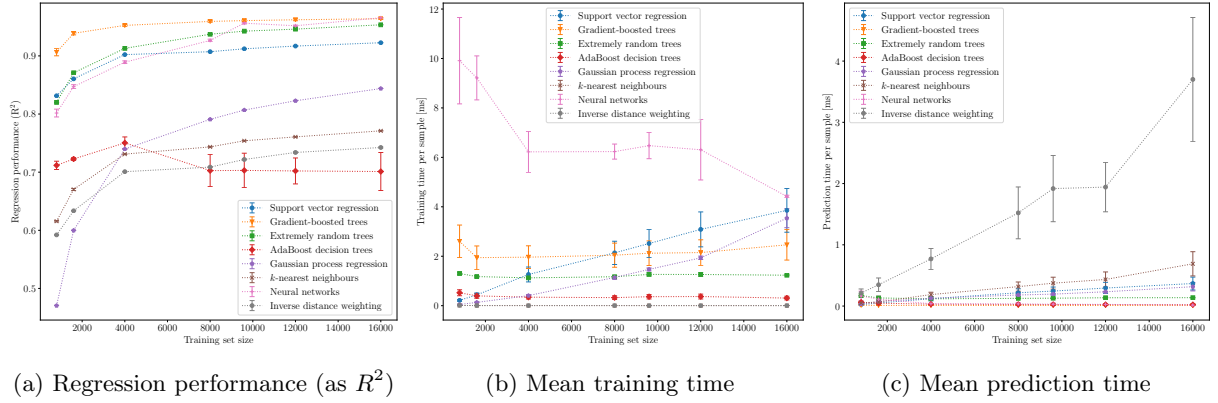 Regression performance (R²)
0.9
0.8
0.7
0.6
0.5
Support vector regression
Gradient-boosted trees
Extremely random trees
AdaBoost decision trees
Gaussian process regression
k-nearest neighbours
Neural networks
Inverse distance weighting
2000 4000 6000 8000 10000 12000 14000 16000
Training set size
(a) Regression performance (as R²)
Training time per sample [ms]
12
10
8
6
4
2
0
Support vector regression
Gradient-boosted trees
Extremely random trees
AdaBoost decision trees
Gaussian process regression
k-nearest neighbours
Neural networks
Inverse distance weighting
2000 4000 6000 8000 10000 12000 14000 16000
Training set size
(b) Mean training time
Prediction time per sample [ms]
4
3
2
1
0
Support vector regression
Gradient-boosted trees
Extremely random trees
AdaBoost decision trees
Gaussian process regression
k-nearest neighbours
Neural networks
Inverse distance weighting
2000 4000 6000 8000 10000 12000 14000 16000
Training set size
(c) Mean prediction time